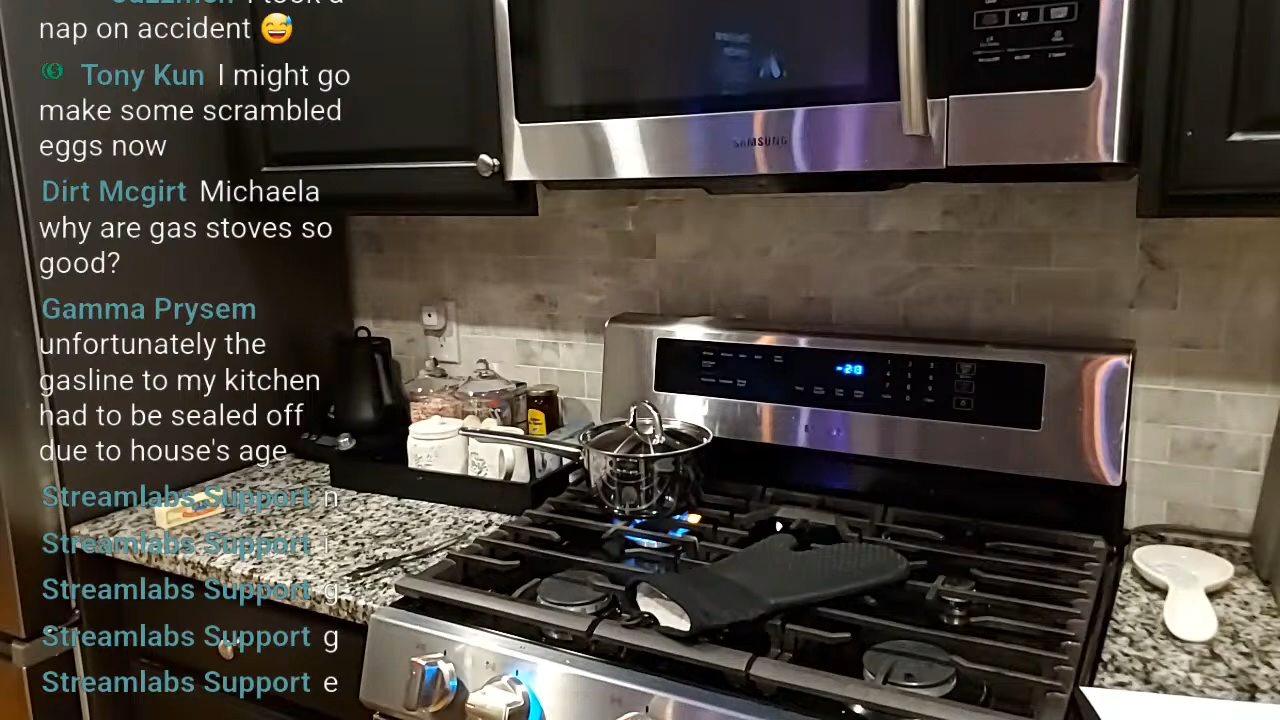 nap on accident 😅
Tony Kun I might go
make some scrambled
eggs now
Dirt Mcgirt Michaela
why are gas stoves so
good?
Gamma Prysem
unfortunately the
gasline to my kitchen
had to be sealed off
due to house's age
Streamlabs Support n
Streamlabs Support i
Streamlabs Support g
Streamlabs Support g
Streamlabs Support e
SAMSUNG